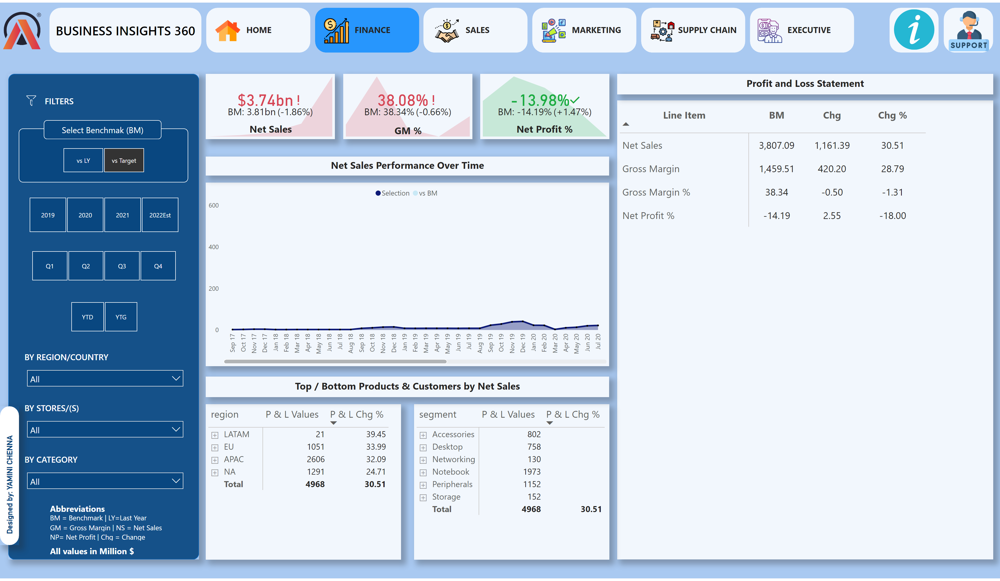 ®
BUSINESS INSIGHTS 360
HOME
FINANCE
SALES
MARKETING
SUPPLY CHAIN
EXECUTIVE
i
SUPPORT
FILTERS
Select Benchmak (BM)
vs LY
vs Target
2019
2020
2021
2022Est
Q1
Q2
Q3
Q4
YTD
YTG
BY REGION/COUNTRY
All
BY STORES/(S)
All
BY CATEGORY
All
Abbreviations
BM = Benchmark | LY=Last Year
GM = Gross Margin | NS = Net Sales
NP= Net Profit | Chg = Change
All values in Million $
Designed by: YAMINI CHENNA
$3.74bn !
BM: 3.81bn (-1.86%)
Net Sales
38.08% !
BM: 38.34% (-0.66%)
GM %
-13.98%
BM: -14.19% (+1.47%)
Net Profit %
Net Sales Performance Over Time
Selection vs BM
600
400
200
0
Sep 17
Oct 17
Nov 17
Dec 17
Jan 18
Feb 18
Mar 18
Apr 18
May 18
Jun 18
Jul 18
Aug 18
Sep 18
Oct 18
Nov 18
Dec 18
Jan 19
Feb 19
Mar 19
Apr 19
May 19
Jun 19
Jul 19
Aug 19
Sep 19
Oct 19
Nov 19
Dec 19
Jan 20
Feb 20
Mar 20
Apr 20
May 20
Jun 20
Jul 20
Top / Bottom Products & Customers by Net Sales
region P & L Values P & L Chg %
LATAM 21 39.45
EU 1051 33.99
APAC 2606 32.09
NA 1291 24.71
Total 4968 30.51
segment P & L Values P & L Chg %
Accessories 802
Desktop 758
Networking 130
Notebook 1973
Peripherals 1152
Storage 152
Total 4968 30.51
Profit and Loss Statement
Line Item BM Chg Chg %
Net Sales 3,807.09 1,161.39 30.51
Gross Margin 1,459.51 420.20 28.79
Gross Margin % 38.34 -0.50 -1.31
Net Profit % -14.19 2.55 -18.00